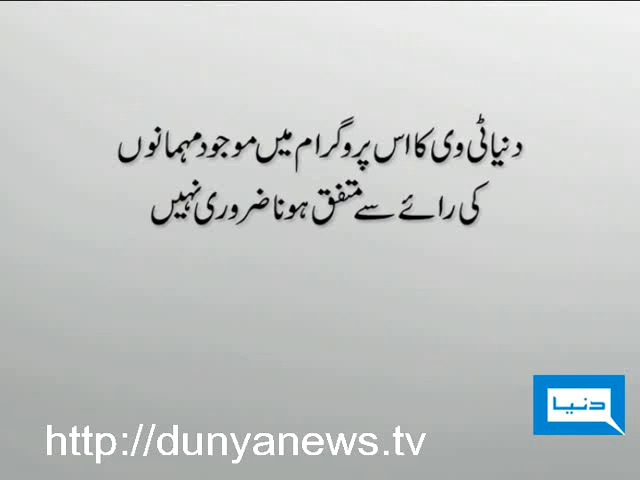 دنیا ٹی وی کا اس پروگرام میں موجود مہمانوں
کی رائے سے متفق ہونا ضروری نہیں
دنیا
http://dunyanews.tv